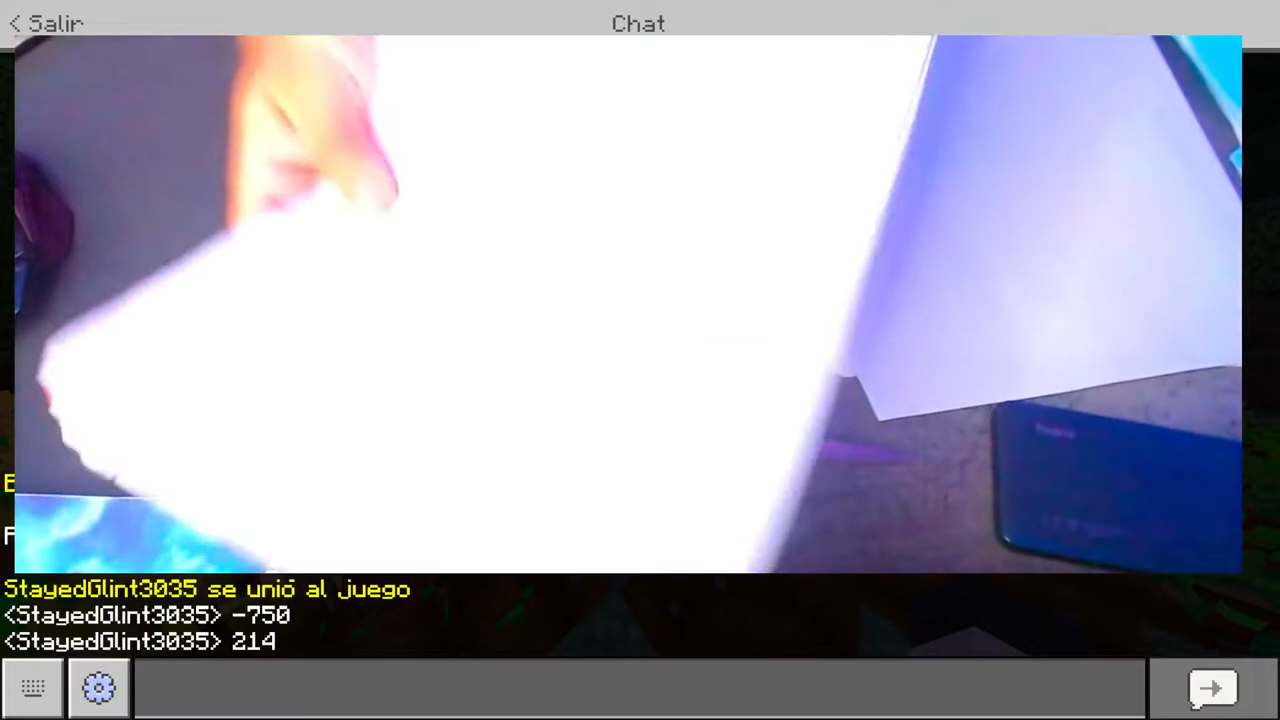 < Salir
Chat
E
F
StayedGlint3035 se unió al juego
<StayedGlint3035> -750
<StayedGlint3035> 214